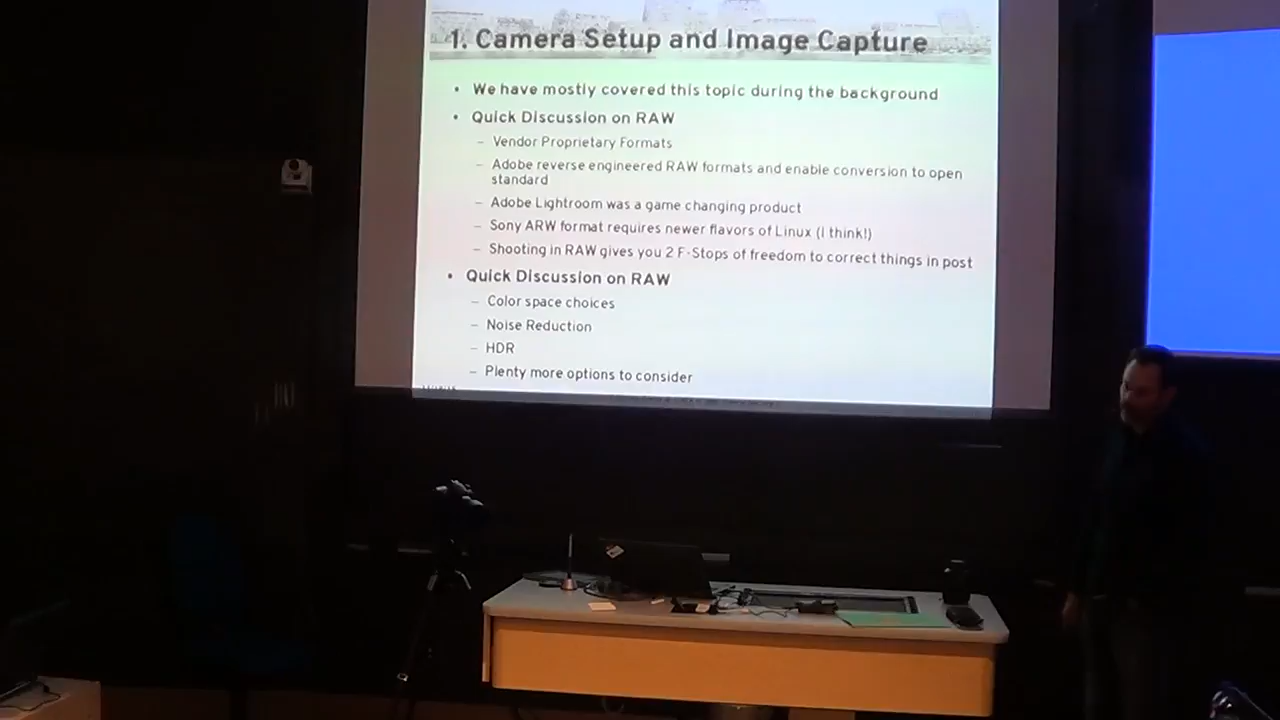 1. Camera Setup and Image Capture
• We have mostly covered this topic during the background
• Quick Discussion on RAW
– Vendor Proprietary Formats
– Adobe reverse engineered RAW formats and enable conversion to open
standard
– Adobe Lightroom was a game changing product
– Sony ARW format requires newer flavors of Linux (I think!)
– Shooting in RAW gives you 2 F-Stops of freedom to correct things in post
• Quick Discussion on RAW
– Color space choices
– Noise Reduction
– HDR
– Plenty more options to consider